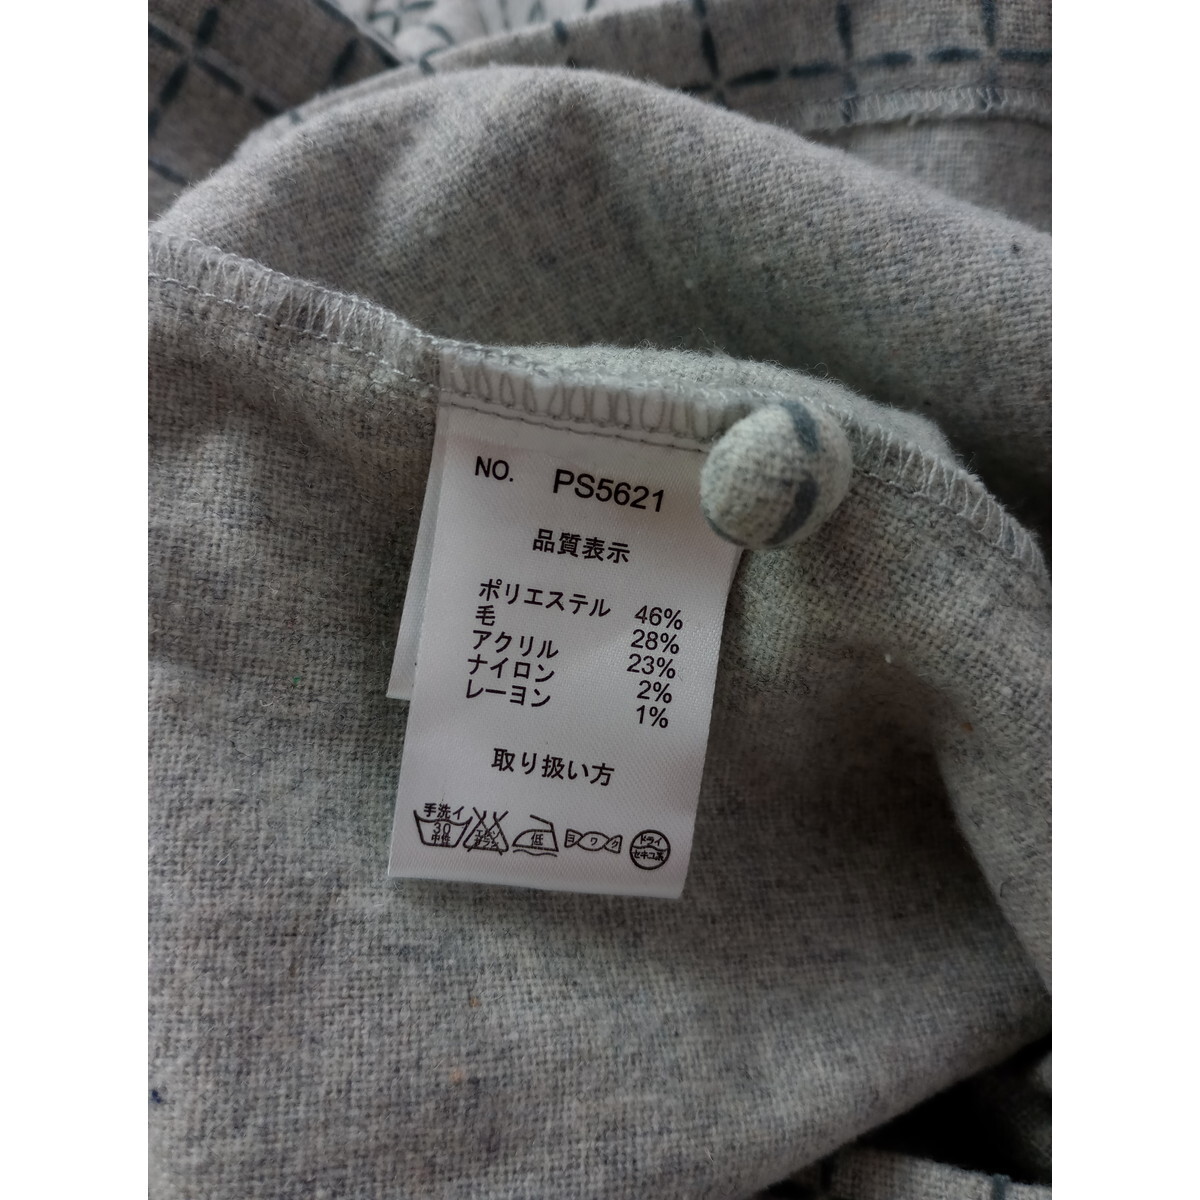 NO. PS5621
品質表示
ポリエステル 46%
毛 28%
アクリル 23%
ナイロン 2%
レーヨン 1%
取り扱い方
手洗イ 30 中性
エンソサラシ 低 ヨワク ドライ セキユ系